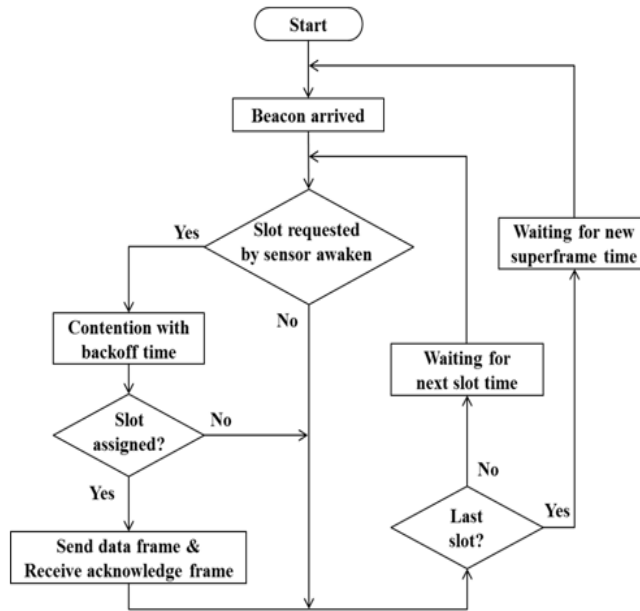 Start
Beacon arrived
Slot requested
by sensor awaken
Yes
No
Contention with
backoff time
Slot
assigned?
No
Yes
Send data frame &
Receive acknowledge frame
Last
slot?
No
Yes
Waiting for
next slot time
Waiting for new
superframe time